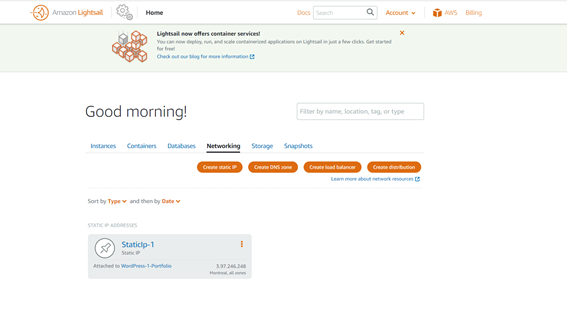 Amazon Lightsail
Home
Docs
Search
Account
AWS
Billing
Lightsail now offers container services!
You can now deploy, run, and scale containerized applications on Lightsail in just a few clicks. Get started
for free!
Check out our blog for more information
Good morning!
Filter by name, location, tag, or type
Instances Containers Databases Networking Storage Snapshots
Create static IP Create DNS zone Create load balancer Create distribution
Learn more about network resources
Sort by Type and then by Date
STATIC IP ADDRESSES
StaticIp-1
Static IP
Attached to WordPress-1-Portfolio
3.97.246.248
Montreal, all zones